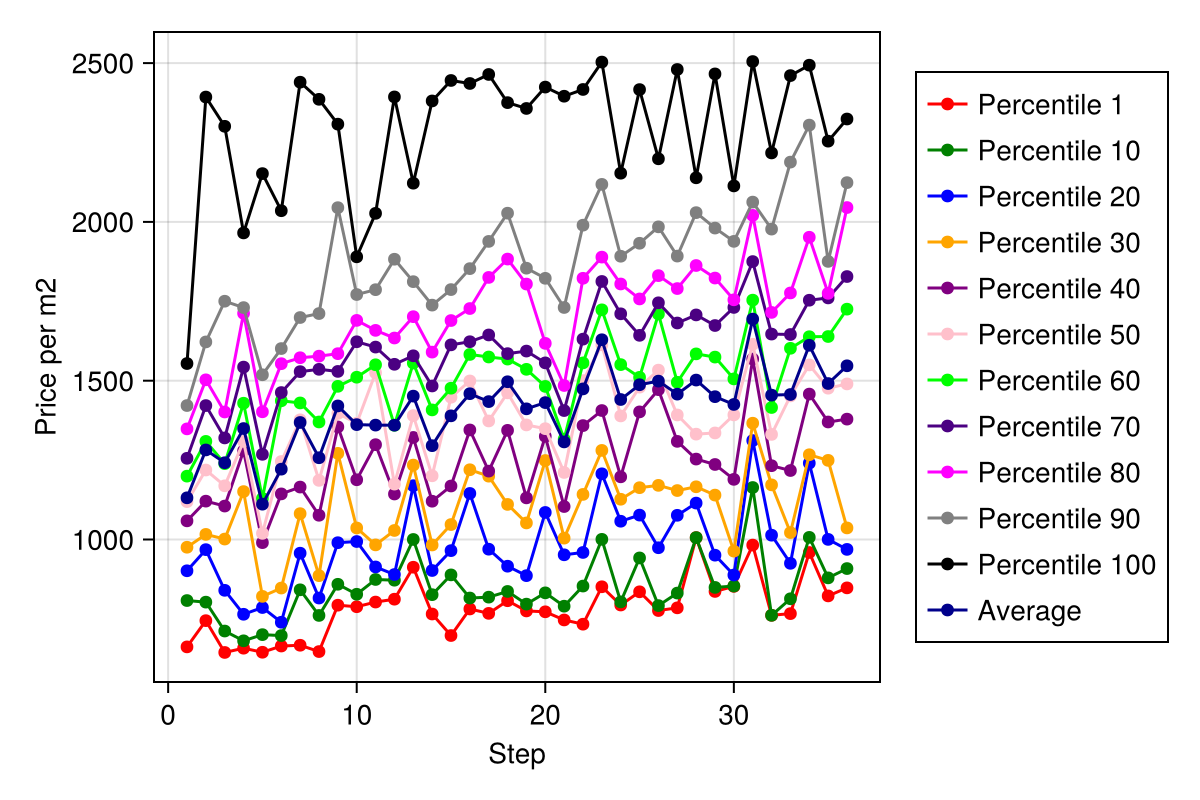 2500
2000
1500
1000
Price per m2
0 10 20 30
Step
Percentile 1
Percentile 10
Percentile 20
Percentile 30
Percentile 40
Percentile 50
Percentile 60
Percentile 70
Percentile 80
Percentile 90
Percentile 100
Average